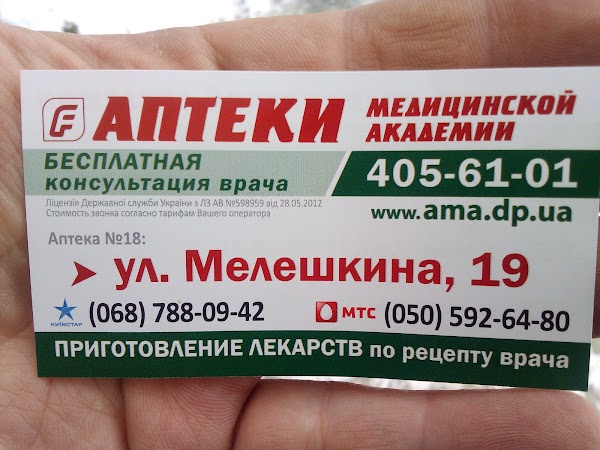 АПТЕКИ МЕДИЦИНСКОЙ АКАДЕМИИ
БЕСПЛАТНАЯ
консультация врача
405-61-01
Ліцензія Державної служби України з ЛЗ АВ №598959 від 28.05.2012
Стоимость звонка согласно тарифам Вашего оператора
www.ama.dp.ua
Аптека №18:
ул. Мелешкина, 19
КИЇВСТАР (068) 788-09-42 МТС (050) 592-64-80
ПРИГОТОВЛЕНИЕ ЛЕКАРСТВ по рецепту врача